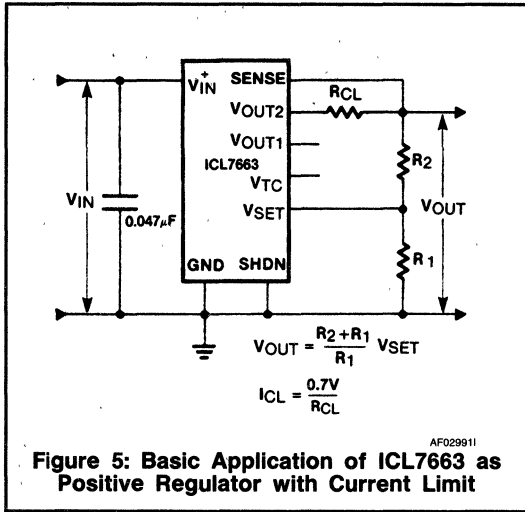 V+IN
SENSE
RCL
VOUT2
VOUT1
ICL7663
VTC
VSET
VIN
0.047μF
R2
VOUT
R1
GND SHDN
VOUT = R2+R1/R1 VSET
ICL = 0.7V/RCL
AF02991I
Figure 5: Basic Application of ICL7663 as
Positive Regulator with Current Limit